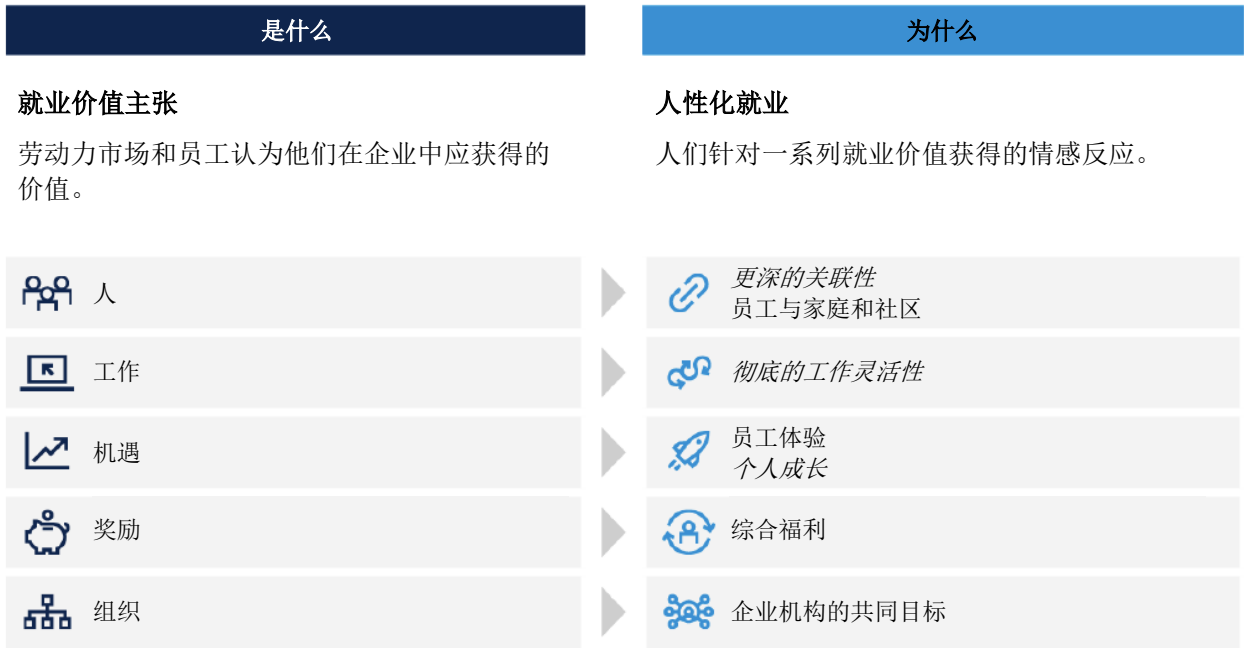 是什么
为什么
就业价值主张
劳动力市场和员工认为他们在企业中应获得的
价值。
人性化就业
人们针对一系列就业价值获得的情感反应。
人
更深的关联性
员工与家庭和社区
工作
彻底的工作灵活性
机遇
员工体验
个人成长
奖励
综合福利
组织
企业机构的共同目标